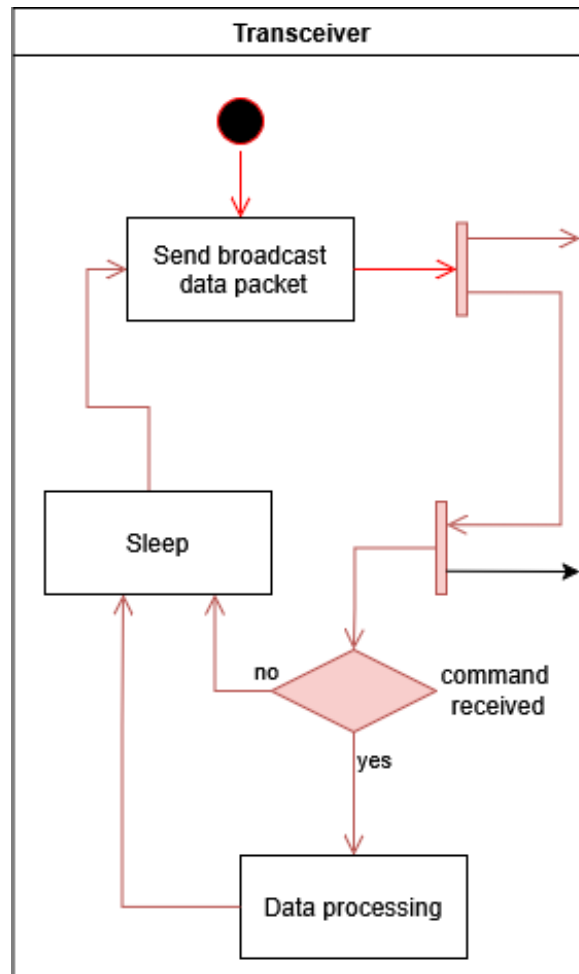 Transceiver
Send broadcast
data packet
Sleep
no
command
received
yes
Data processing